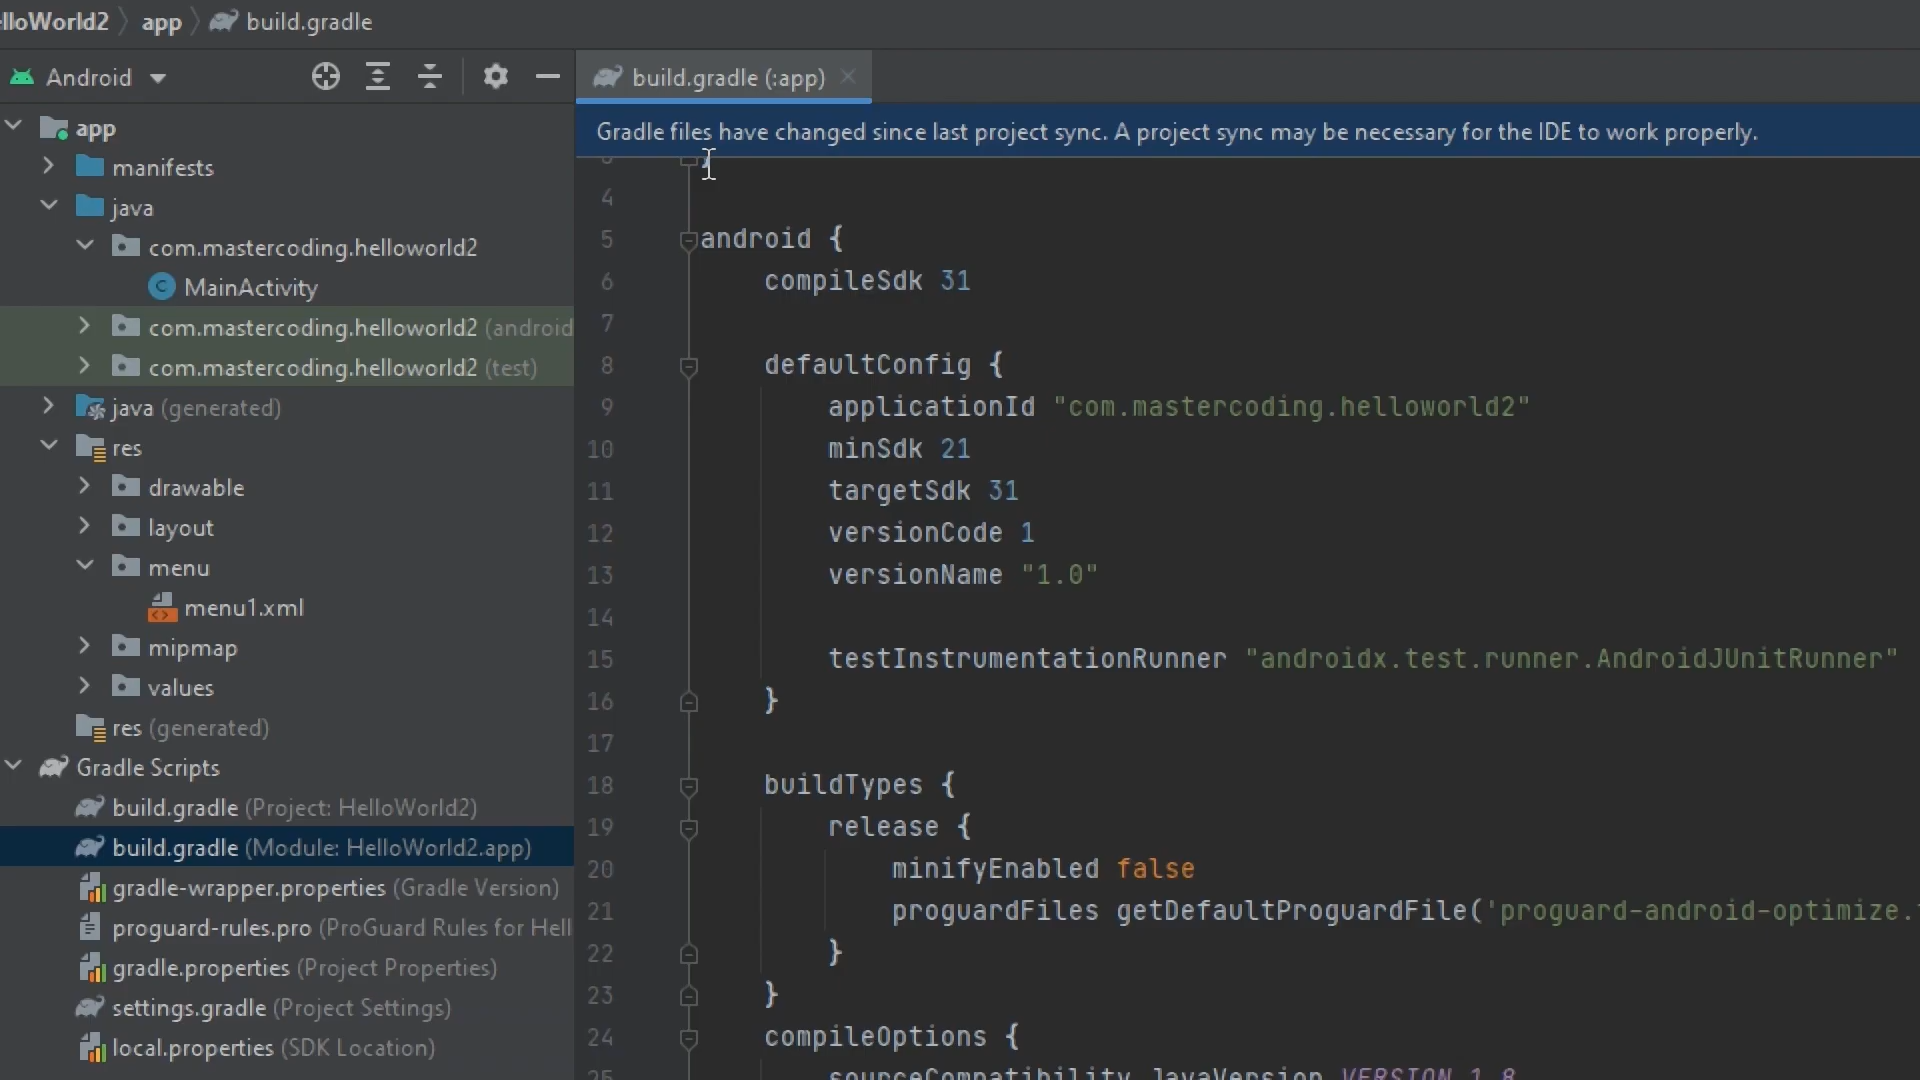 lloWorld2 app build.gradle
Android
build.gradle (:app)
Gradle files have changed since last project sync. A project sync may be necessary for the IDE to work properly.
app
manifests
java
com.mastercoding.helloworld2
MainActivity
com.mastercoding.helloworld2 (android
com.mastercoding.helloworld2 (test)
java (generated)
res
drawable
layout
menu
menu1.xml
mipmap
values
res (generated)
Gradle Scripts
build.gradle (Project: HelloWorld2)
build.gradle (Module: HelloWorld2.app)
gradle-wrapper.properties (Gradle Version)
proguard-rules.pro (ProGuard Rules for Hell
gradle.properties (Project Properties)
settings.gradle (Project Settings)
local.properties (SDK Location)
3 }
4
5 android {
6 compileSdk 31
7
8 defaultConfig {
9 applicationId "com.mastercoding.helloworld2"
10 minSdk 21
11 targetSdk 31
12 versionCode 1
13 versionName "1.0"
14
15 testInstrumentationRunner "androidx.test.runner.AndroidJUnitRunner"
16 }
17
18 buildTypes {
19 release {
20 minifyEnabled false
21 proguardFiles getDefaultProguardFile('proguard-android-optimize.
22 }
23 }
24 compileOptions {
25 sourceCompatibility JavaVersion.VERSION_1_8